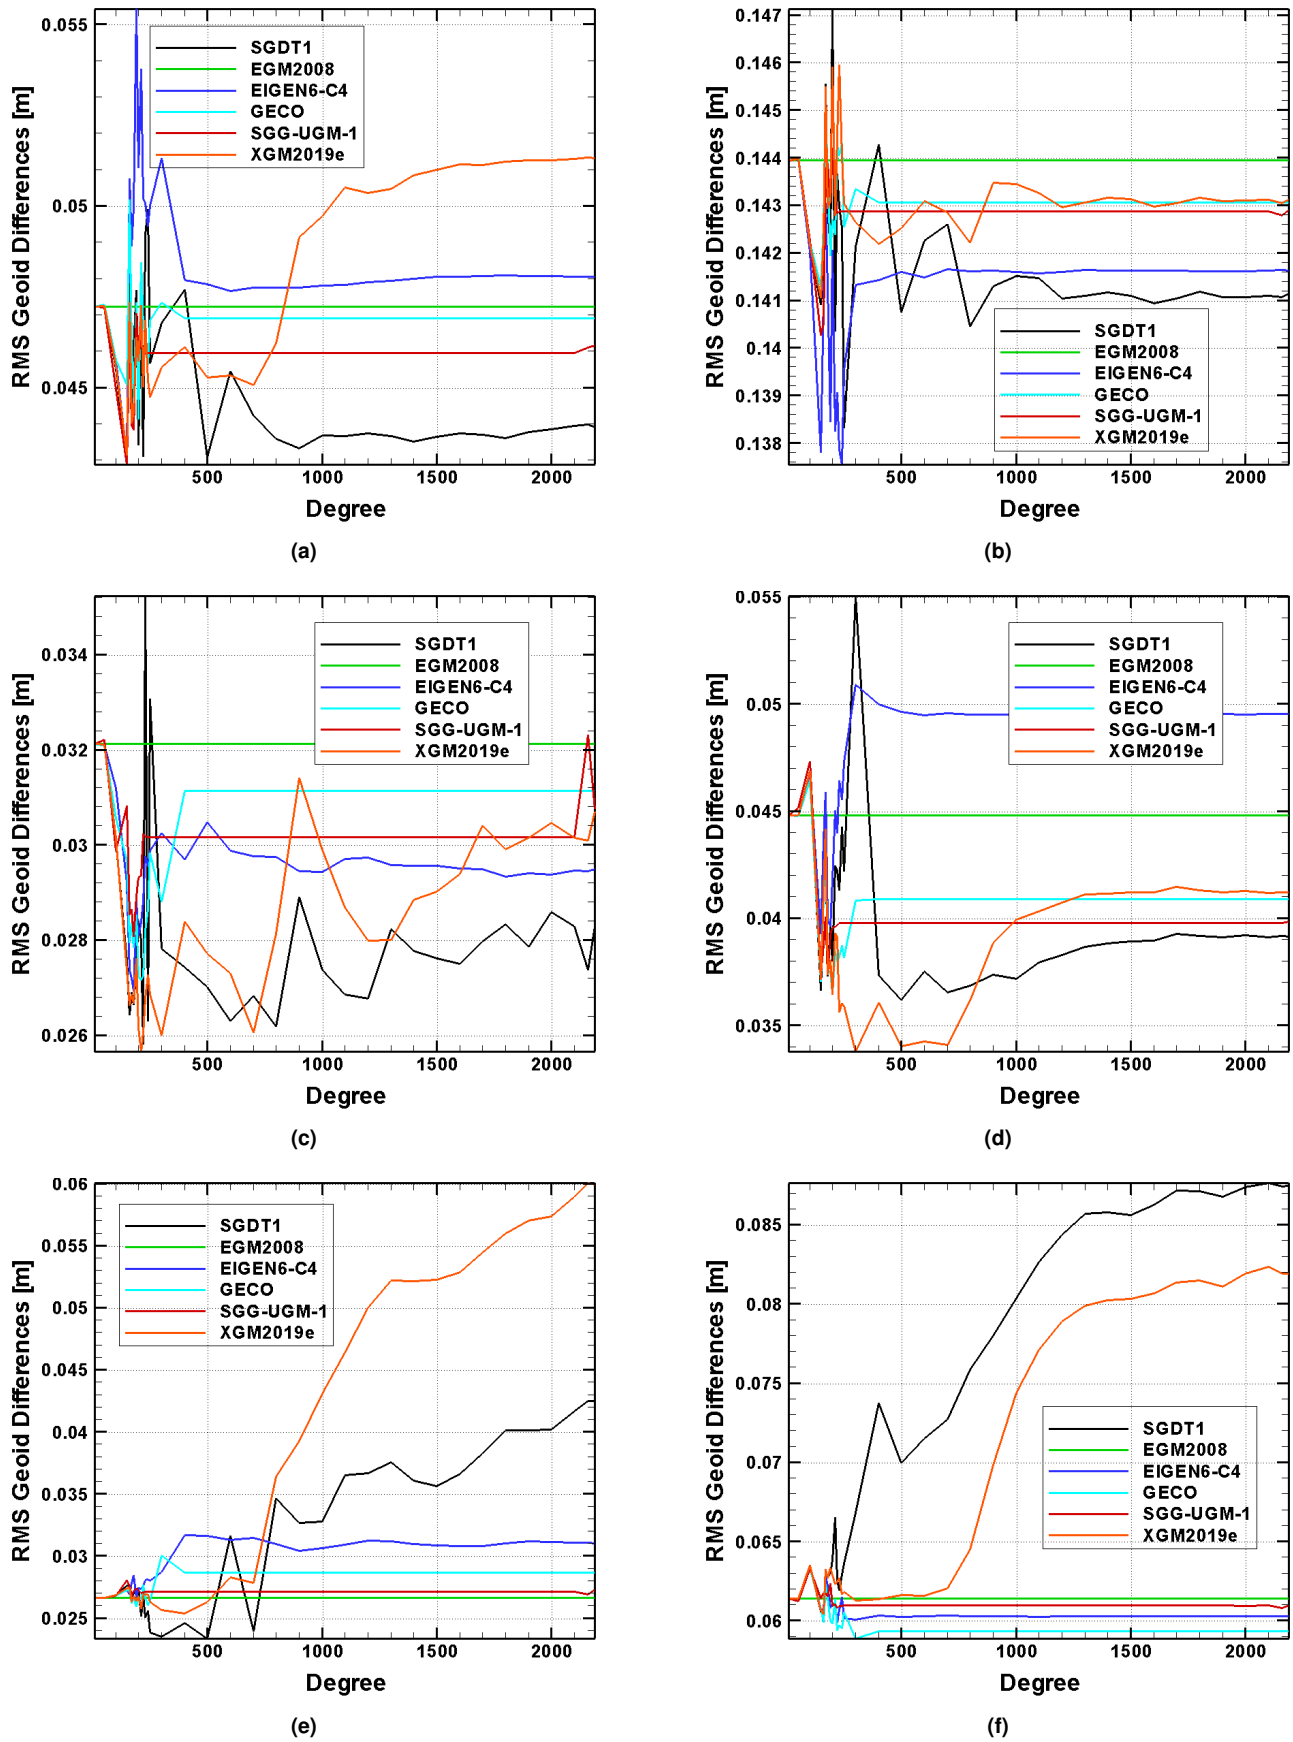 0.055
0.05
0.045
RMS Geoid Differences [m]
SGDT1
EGM2008
EIGEN6-C4
GECO
SGG-UGM-1
XGM2019e
500
1000
1500
2000
Degree
(a)
0.147
0.146
0.145
0.144
0.143
0.142
0.141
0.14
0.139
0.138
RMS Geoid Differences [m]
SGDT1
EGM2008
EIGEN6-C4
GECO
SGG-UGM-1
XGM2019e
500
1000
1500
2000
Degree
(b)
0.034
0.032
0.03
0.028
0.026
RMS Geoid Differences [m]
SGDT1
EGM2008
EIGEN6-C4
GECO
SGG-UGM-1
XGM2019e
500
1000
1500
2000
Degree
(c)
0.055
0.05
0.045
0.04
0.035
RMS Geoid Differences [m]
SGDT1
EGM2008
EIGEN6-C4
GECO
SGG-UGM-1
XGM2019e
500
1000
1500
2000
Degree
(d)
0.06
0.055
0.05
0.045
0.04
0.035
0.03
0.025
RMS Geoid Differences [m]
SGDT1
EGM2008
EIGEN6-C4
GECO
SGG-UGM-1
XGM2019e
500
1000
1500
2000
Degree
(e)
0.085
0.08
0.075
0.07
0.065
0.06
RMS Geoid Differences [m]
SGDT1
EGM2008
EIGEN6-C4
GECO
SGG-UGM-1
XGM2019e
500
1000
1500
2000
Degree
(f)